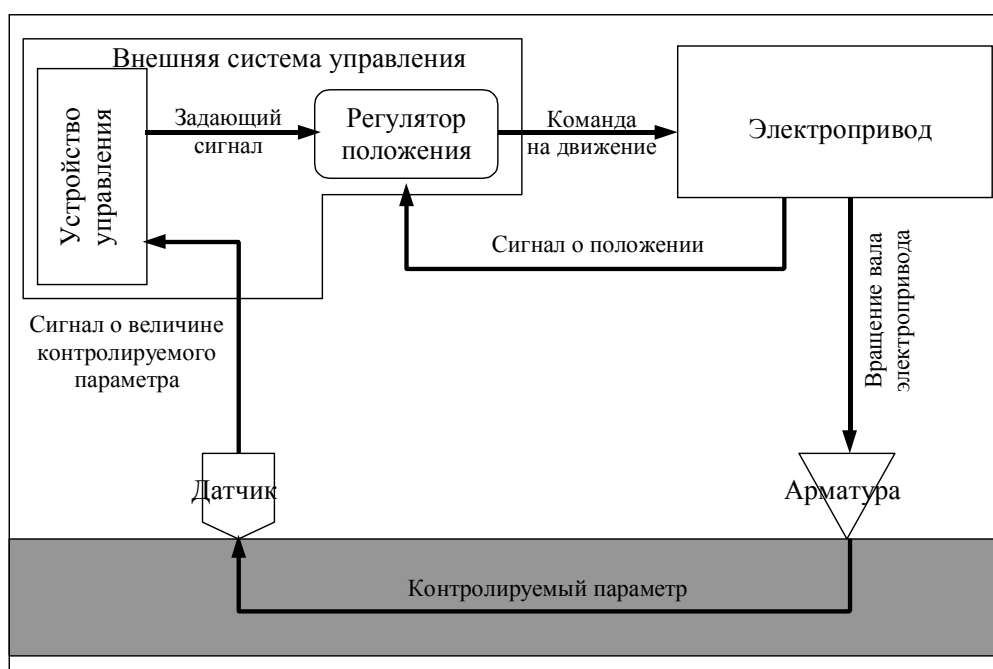 Внешняя система управления
Устройство
управления
Задающий
сигнал
Регулятор
положения
Команда
на движение
Электропривод
Сигнал о положении
Вращение вала
электропривода
Сигнал о величине
контролируемого
параметра
Датчик
Арматура
Контролируемый параметр